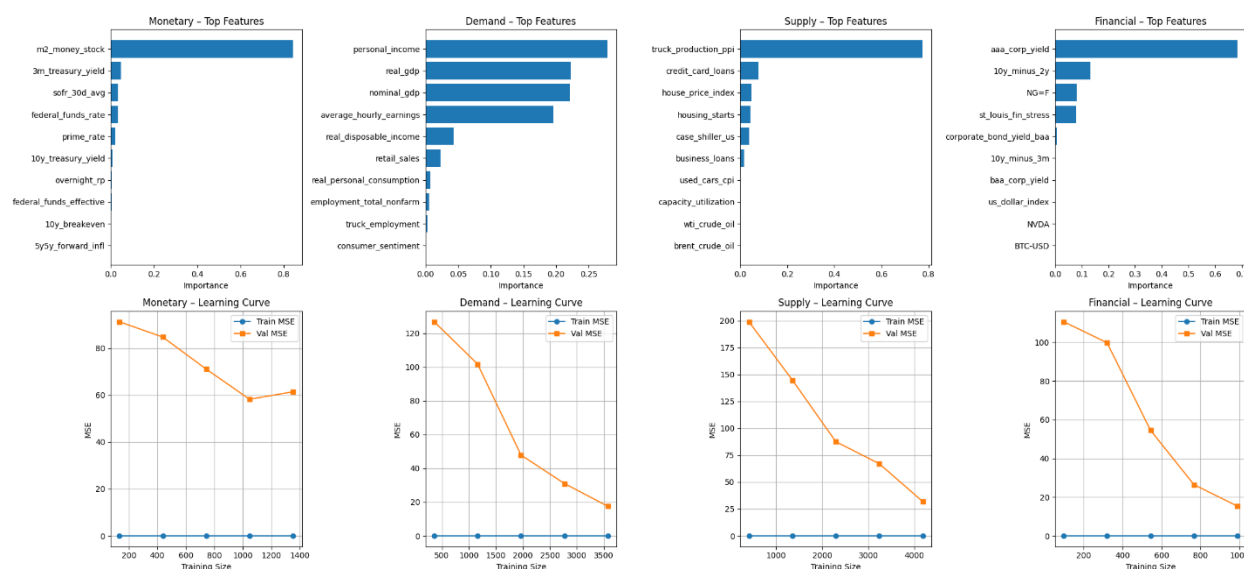 Monetary – Top Features
m2_money_stock
3m_treasury_yield
sofr_30d_avg
federal_funds_rate
prime_rate
10y_treasury_yield
overnight_rp
federal_funds_effective
10y_breakeven
5y5y_forward_infl
0.0 0.2 0.4 0.6 0.8
Importance
Demand – Top Features
personal_income
real_gdp
nominal_gdp
average_hourly_earnings
real_disposable_income
retail_sales
real_personal_consumption
employment_total_nonfarm
truck_employment
consumer_sentiment
0.00 0.05 0.10 0.15 0.20 0.25
Importance
Supply – Top Features
truck_production_ppi
credit_card_loans
house_price_index
housing_starts
case_shiller_us
business_loans
used_cars_cpi
capacity_utilization
wti_crude_oil
brent_crude_oil
0.0 0.2 0.4 0.6 0.8
Importance
Financial – Top Features
aaa_corp_yield
10y_minus_2y
NG=F
st_louis_fin_stress
corporate_bond_yield_baa
10y_minus_3m
baa_corp_yield
us_dollar_index
NVDA
BTC-USD
0.0 0.1 0.2 0.3 0.4 0.5 0.6
Importance
Monetary – Learning Curve
Train MSE
Val MSE
MSE
80
60
40
20
0
200 400 600 800 1000 1200 1400
Training Size
Demand – Learning Curve
Train MSE
Val MSE
MSE
120
100
80
60
40
20
0
500 1000 1500 2000 2500 3000 3500
Training Size
Supply – Learning Curve
Train MSE
Val MSE
MSE
200
175
150
125
100
75
50
25
0
1000 2000 3000 4000
Training Size
Financial – Learning Curve
Train MSE
Val MSE
MSE
100
80
60
40
20
0
200 400 600 800
Training Size